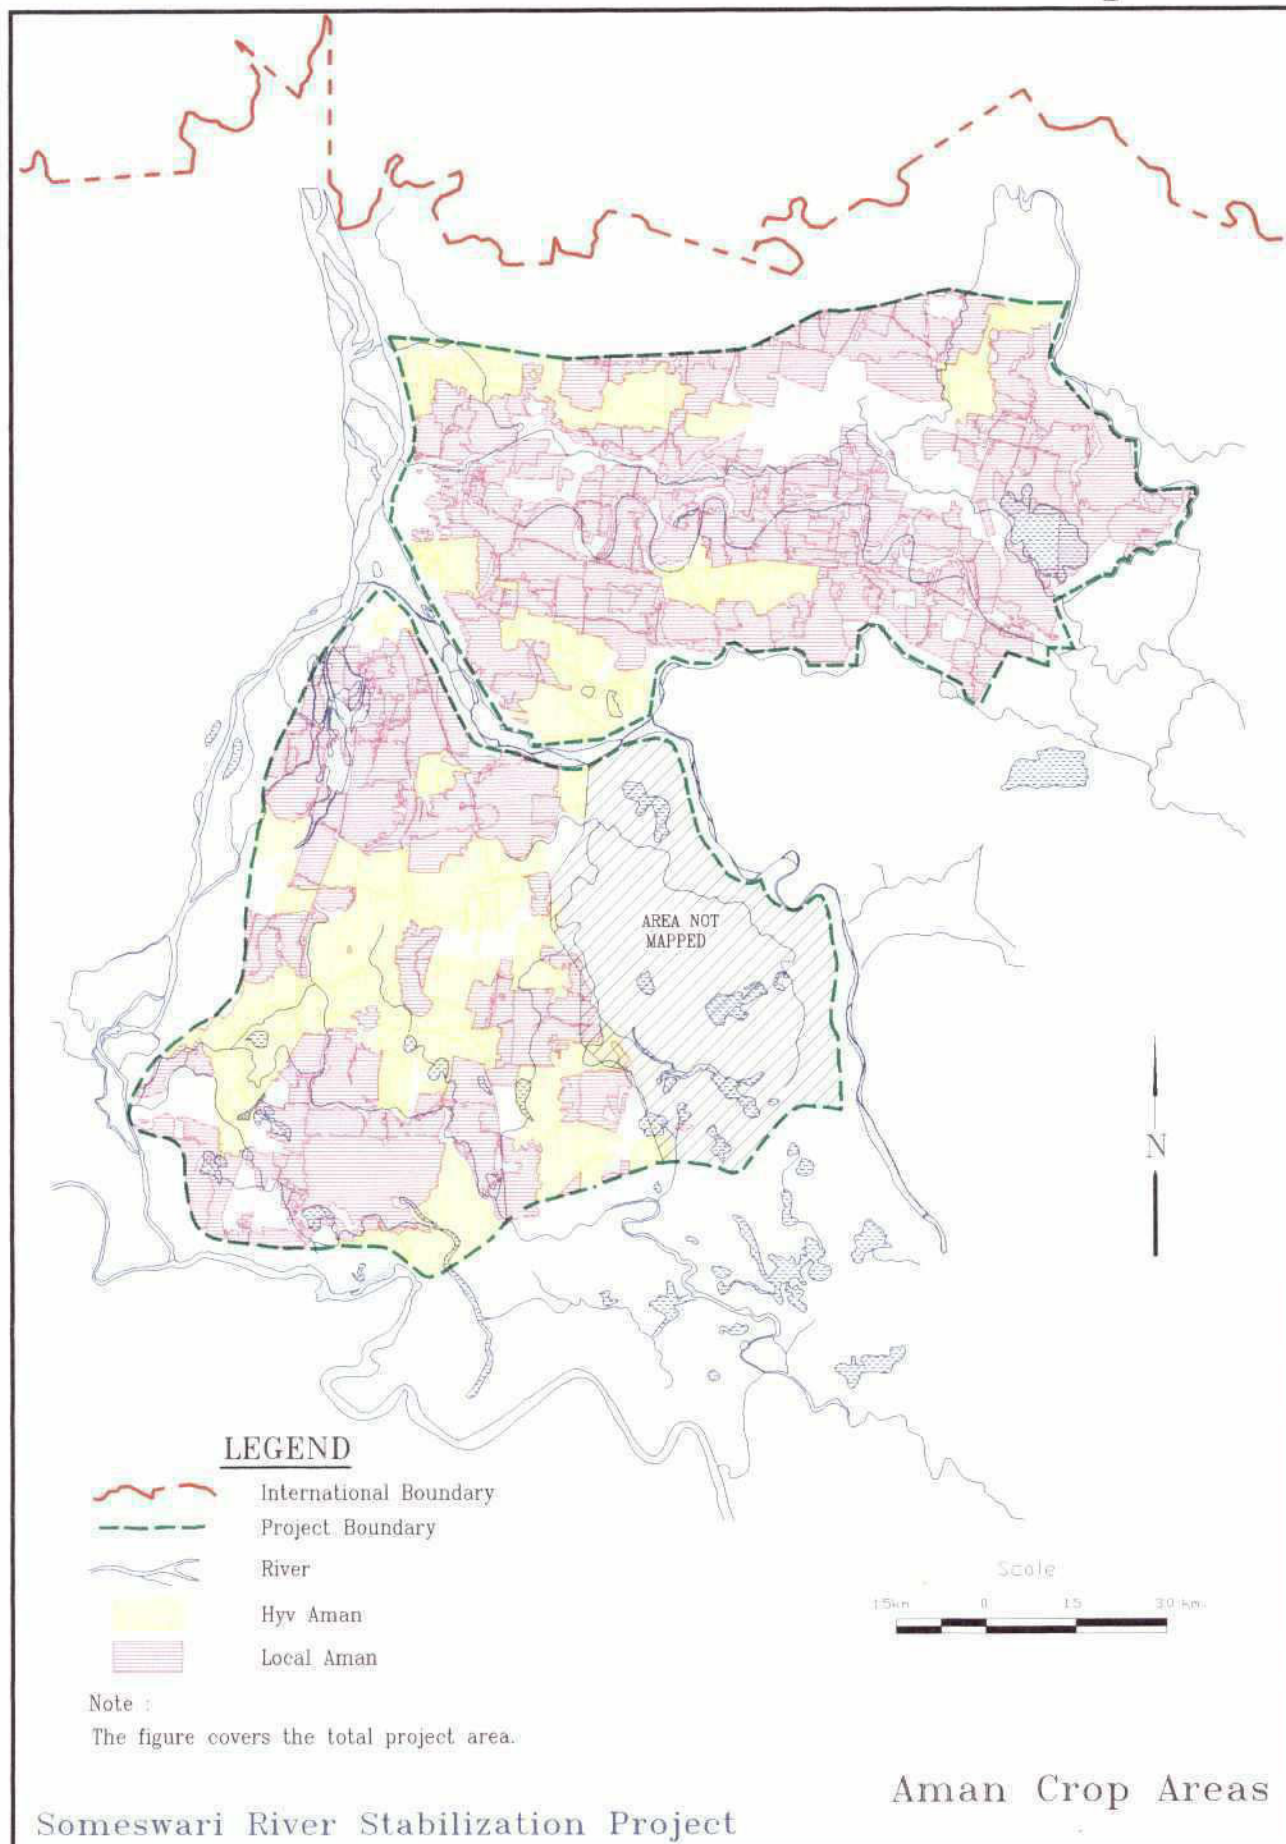 AREA NOT
MAPPED
N
LEGEND
International Boundary
Project Boundary
River
Hyv Aman
Local Aman
Note :
The figure covers the total project area.
Scale
0
Aman Crop Areas
Someswari River Stabilization Project